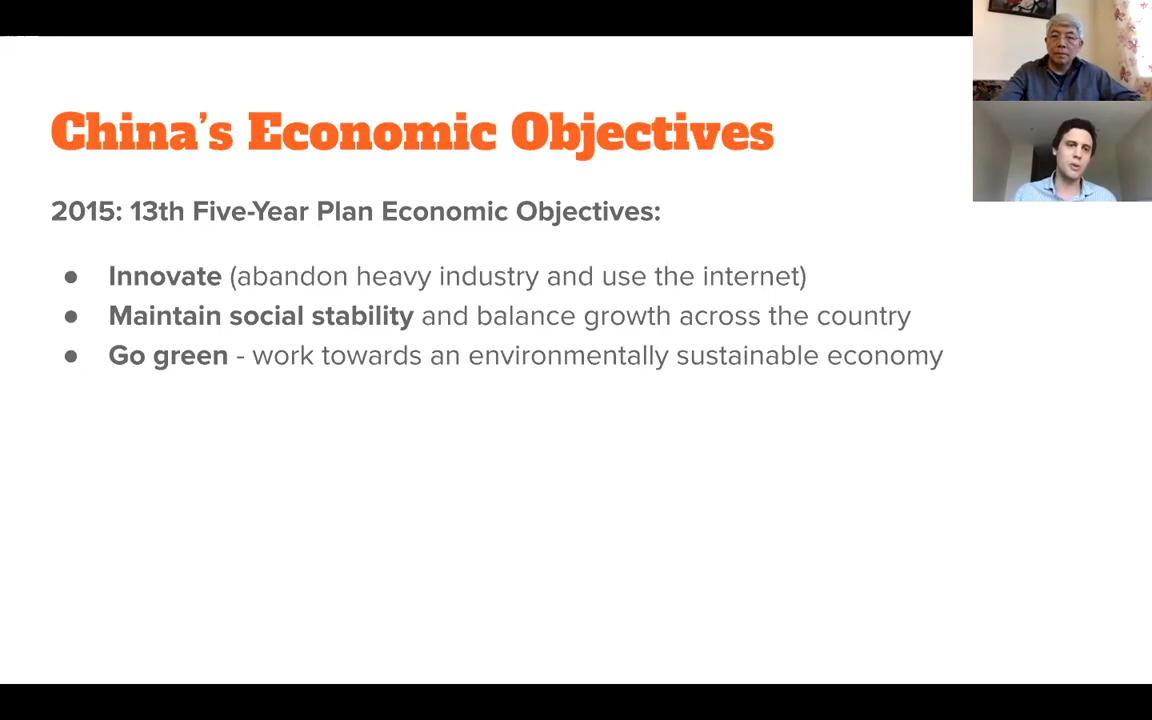 China's Economic Objectives
2015: 13th Five-Year Plan Economic Objectives:
● Innovate (abandon heavy industry and use the internet)
● Maintain social stability and balance growth across the country
● Go green - work towards an environmentally sustainable economy